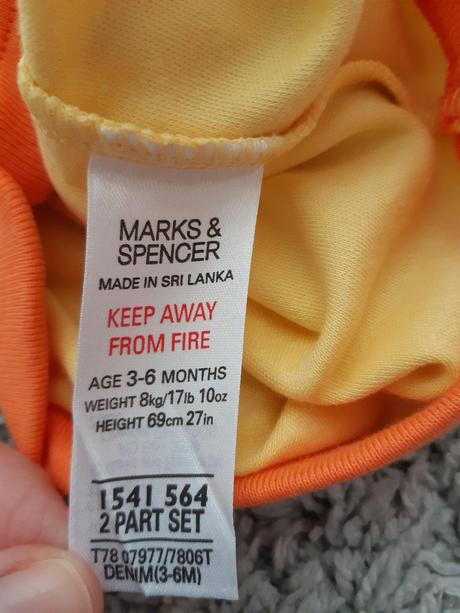 MARKS &
SPENCER
MADE IN SRI LANKA
KEEP AWAY
FROM FIRE
AGE 3-6 MONTHS
WEIGHT 8kg/17lb 10oz
HEIGHT 69cm 27in
1541 564
2 PART SET
T78 07977/7806T
DENIM(3-6M)